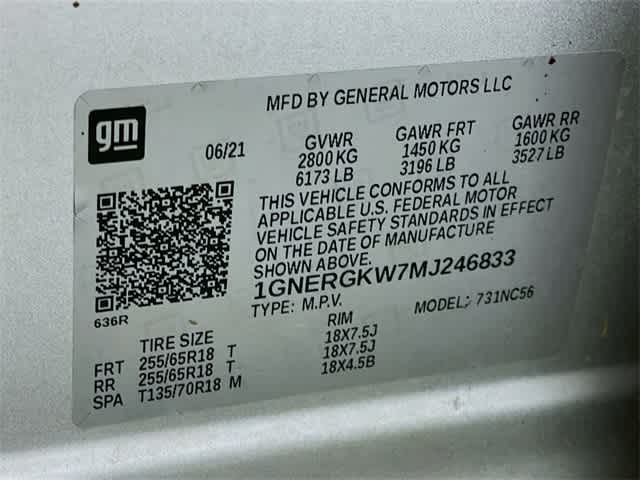 MFD BY GENERAL MOTORS LLC
gm
06/21
GVWR GAWR FRT GAWR RR
2800 KG 1450 KG 1600 KG
6173 LB 3196 LB 3527 LB
THIS VEHICLE CONFORMS TO ALL
APPLICABLE U.S. FEDERAL MOTOR
VEHICLE SAFETY STANDARDS IN EFFECT
ON THE DATE OF MANUFACTURE
SHOWN ABOVE.
1GNERGKW7MJ246833
TYPE: M.P.V. MODEL: 731NC56
636R
TIRE SIZE RIM
FRT 255/65R18 T 18X7.5J
RR 255/65R18 T 18X7.5J
SPA T135/70R18 M 18X4.5B